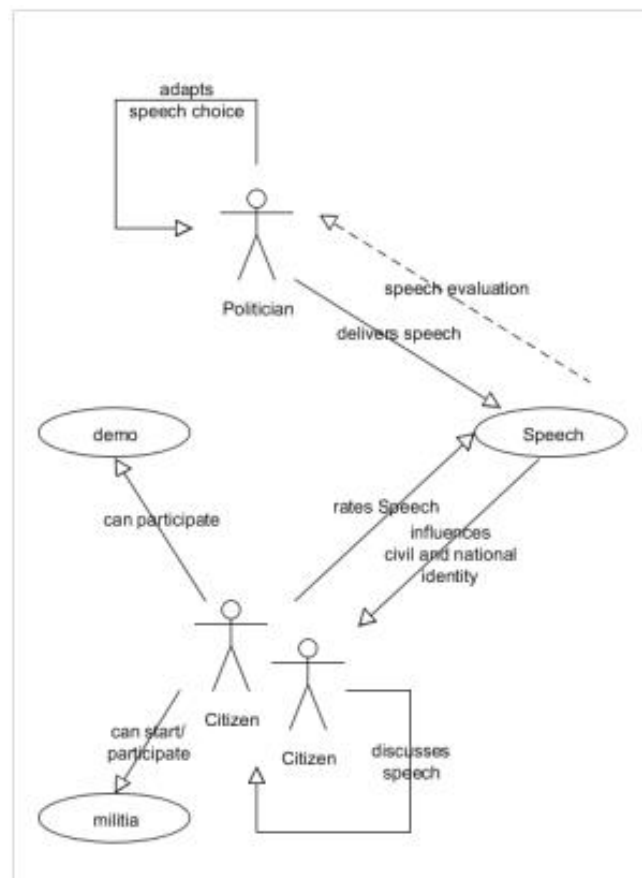 adapts
speech choice
Politician
speech evaluation
delivers speech
demo
Speech
can participate
rates Speech
influences
civil and national
identity
Citizen
Citizen
can start/
participate
discusses
speech
militia